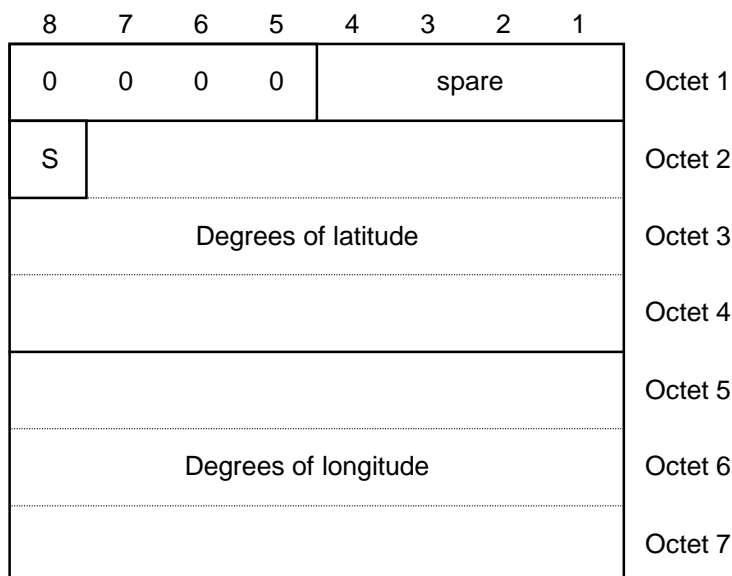 8 7 6 5 4 3 2 1
0 0 0 0 spare Octet 1
S Octet 2
Degrees of latitude Octet 3
Octet 4
Octet 5
Degrees of longitude Octet 6
Octet 7